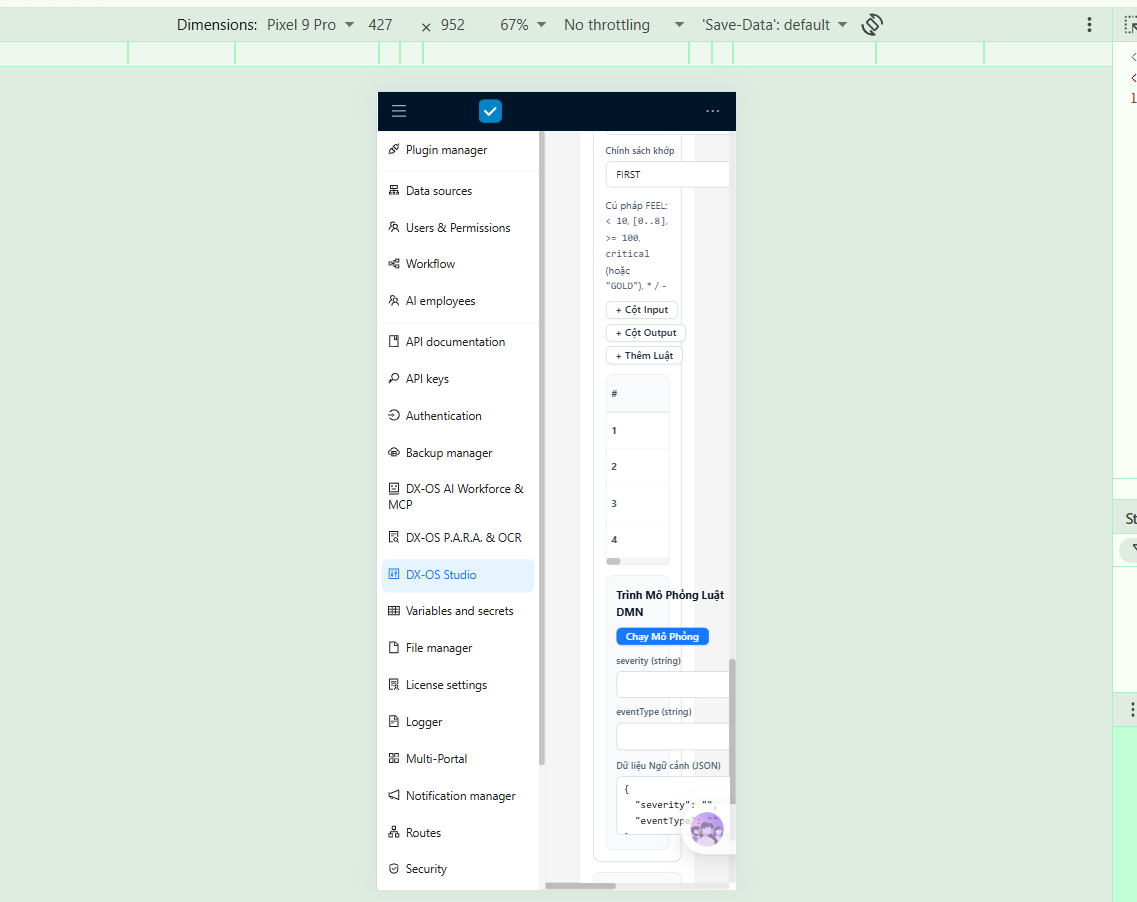 Dimensions: Pixel 9 Pro 427 × 952 67% No throttling 'Save-Data': default
Plugin manager
Data sources
Users & Permissions
Workflow
AI employees
API documentation
API keys
Authentication
Backup manager
DX-OS AI Workforce &
MCP
DX-OS P.A.R.A. & OCR
DX-OS Studio
Variables and secrets
File manager
License settings
Logger
Multi-Portal
Notification manager
Routes
Security
Chính sách khớp
FIRST
Cú pháp FEEL:
< 10, [0..8],
>= 100,
critical
(hoặc
"GOLD"), * / -
+ Cột Input
+ Cột Output
+ Thêm Luật
#
1
2
3
4
Trình Mô Phỏng Luật
DMN
Chạy Mô Phỏng
severity (string)
eventType (string)
Dữ liệu Ngữ cảnh (JSON)
{
"severity": "",
"eventType": ""
<
<
St